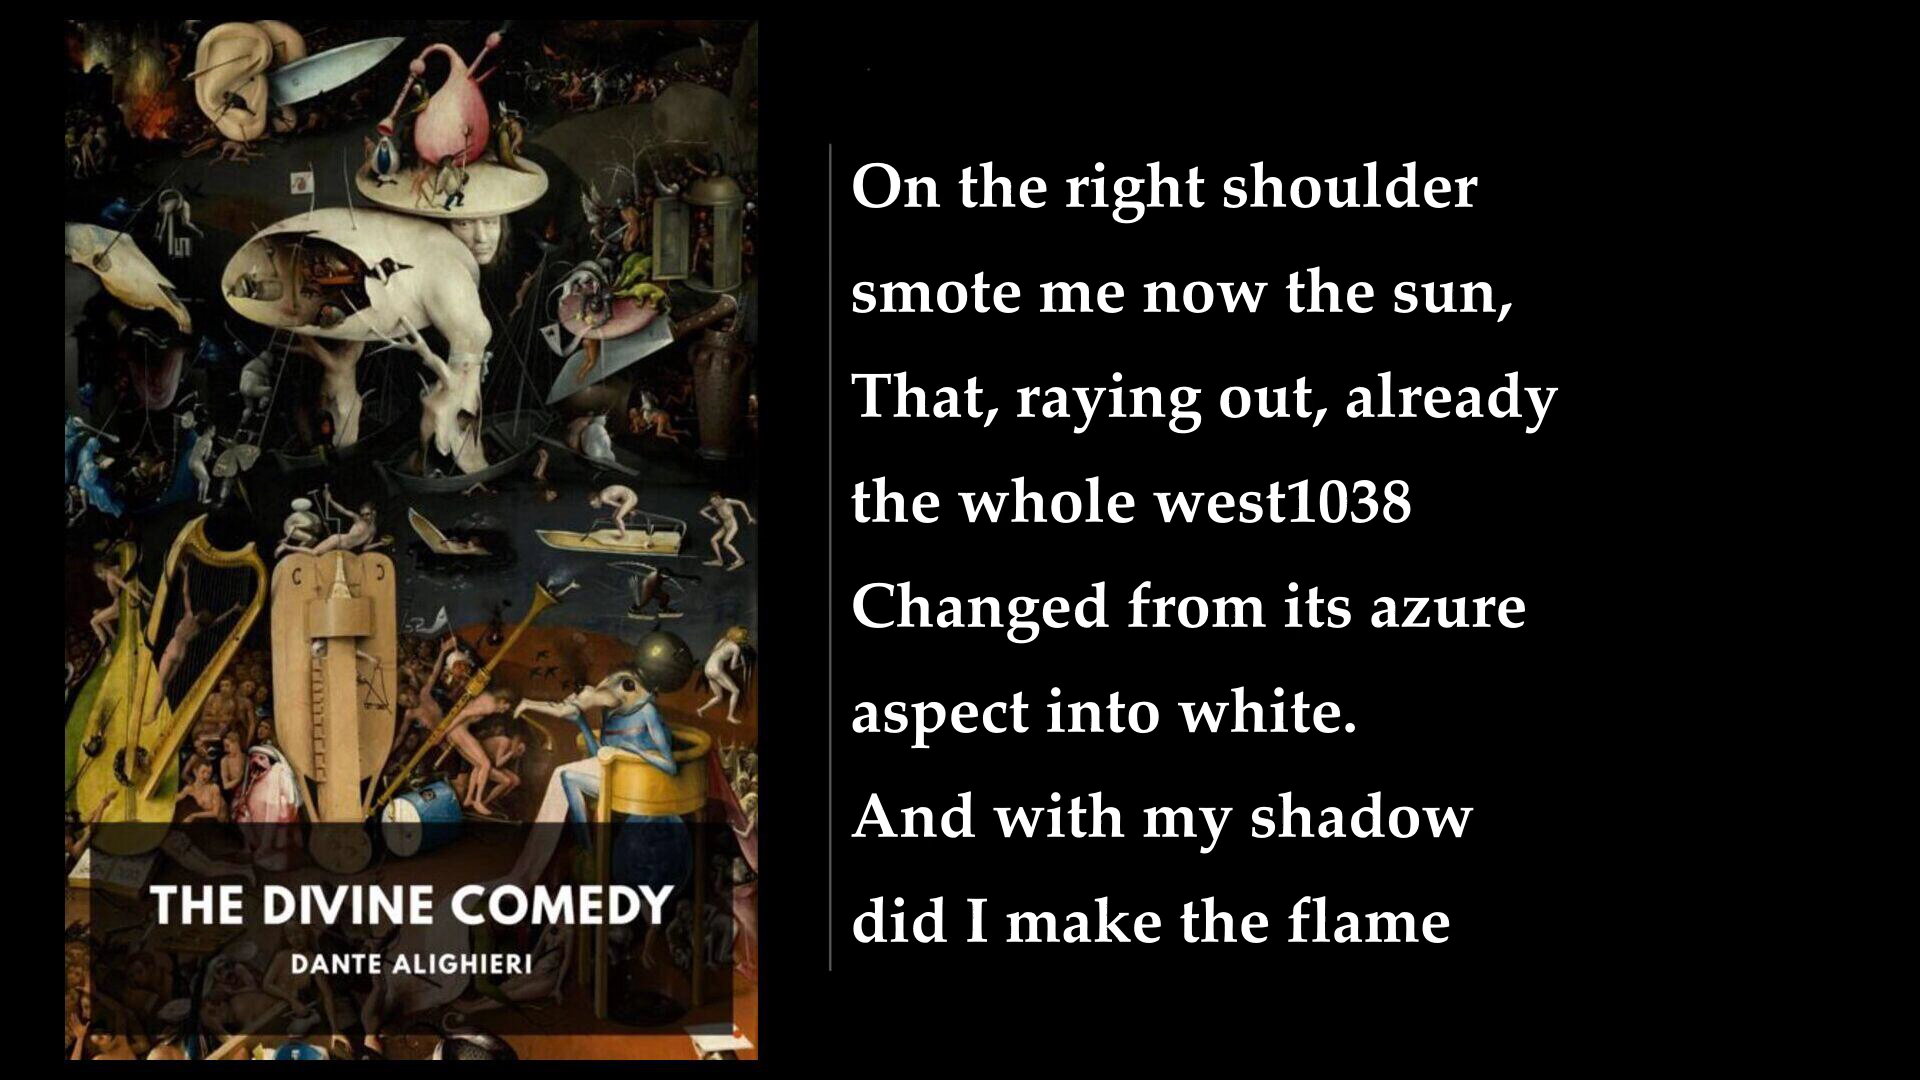 On the right shoulder
smote me now the sun,
That, raying out, already
the whole west1038
Changed from its azure
aspect into white.
And with my shadow
did I make the flame
THE DIVINE COMEDY
DANTE ALIGHIERI